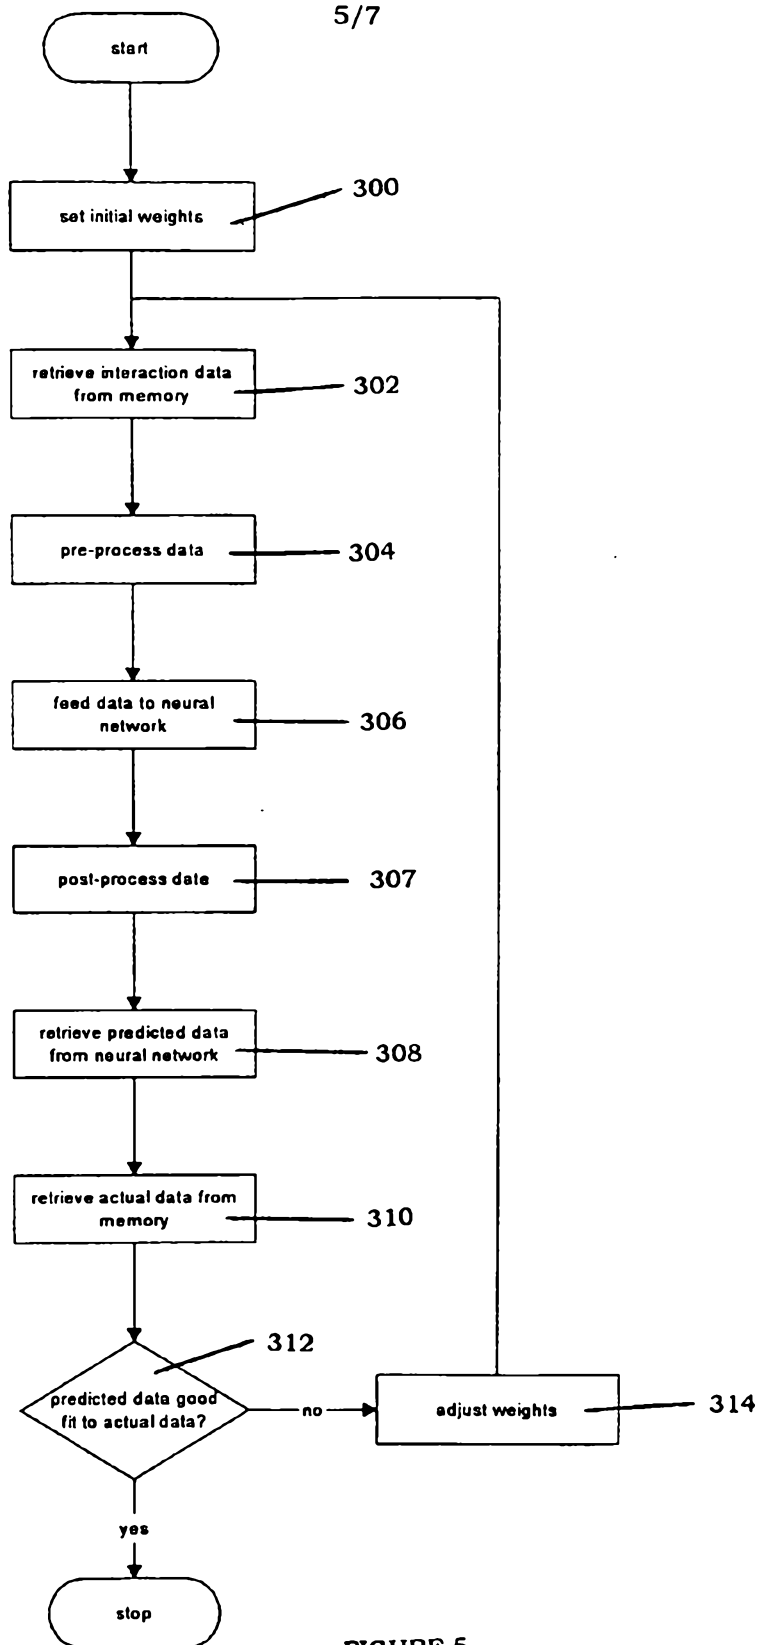 5/7
start
set initial weights
300
retrieve interaction data
from memory
302
pre-process data
304
feed data to neural
network
306
post-process date
307
retrieve predicted data
from neural network
308
retrieve actual data from
memory
310
312
predicted data good
fit to actual data?
no
adjust weights
314
yes
stop
FIGURE 5